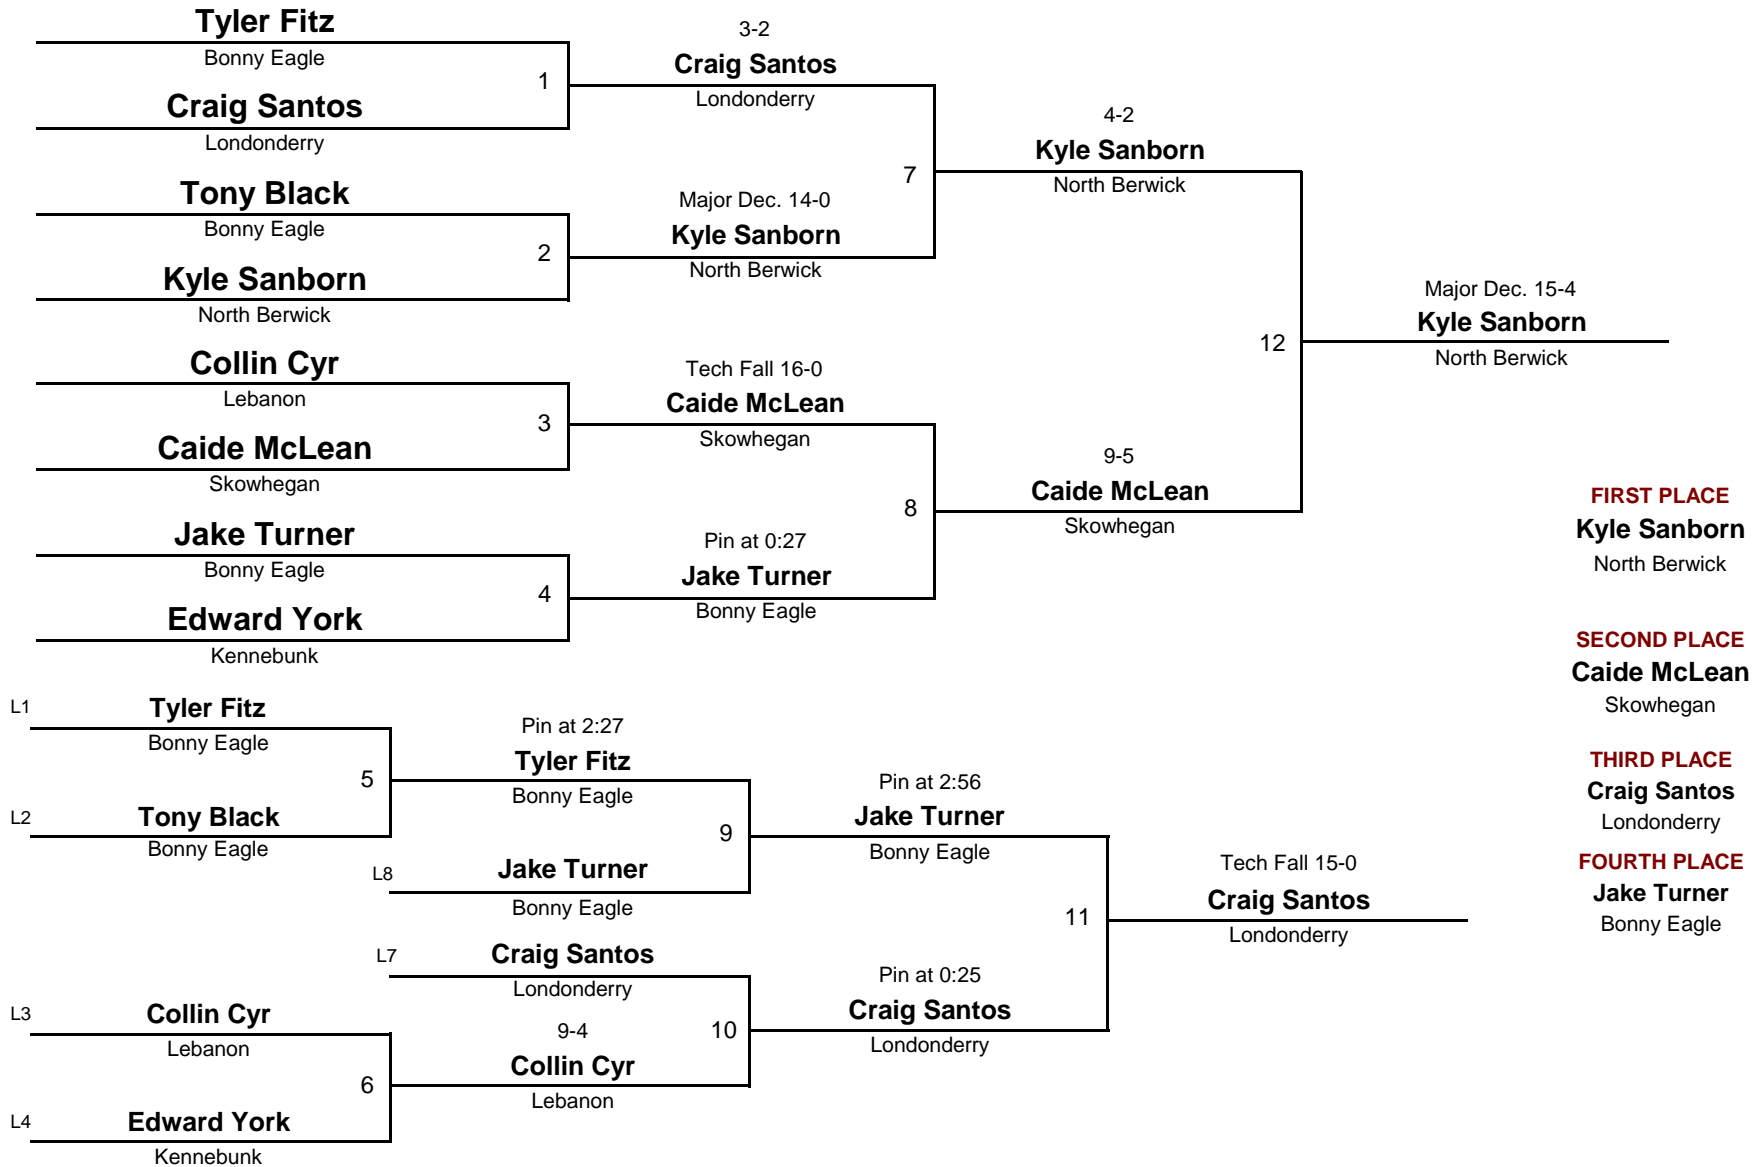 Tyler Fitz
Bonny Eagle
1
Craig Santos
Londonderry
3-2
Craig Santos
Londonderry
Tony Black
Bonny Eagle
2
Kyle Sanborn
North Berwick
Major Dec. 14-0
Kyle Sanborn
North Berwick
7
4-2
Kyle Sanborn
North Berwick
Collin Cyr
Lebanon
3
Caide McLean
Skowhegan
Tech Fall 16-0
Caide McLean
Skowhegan
Jake Turner
Bonny Eagle
4
Edward York
Kennebunk
Pin at 0:27
Jake Turner
Bonny Eagle
8
9-5
Caide McLean
Skowhegan
12
Major Dec. 15-4
Kyle Sanborn
North Berwick
FIRST PLACE
Kyle Sanborn
North Berwick
SECOND PLACE
Caide McLean
Skowhegan
THIRD PLACE
Craig Santos
Londonderry
FOURTH PLACE
Jake Turner
Bonny Eagle
L1
Tyler Fitz
Bonny Eagle
5
L2
Tony Black
Bonny Eagle
Pin at 2:27
Tyler Fitz
Bonny Eagle
9
L8
Jake Turner
Bonny Eagle
Pin at 2:56
Jake Turner
Bonny Eagle
L7
Craig Santos
Londonderry
L3
Collin Cyr
Lebanon
6
L4
Edward York
Kennebunk
9-4
Collin Cyr
Lebanon
10
Pin at 0:25
Craig Santos
Londonderry
11
Tech Fall 15-0
Craig Santos
Londonderry